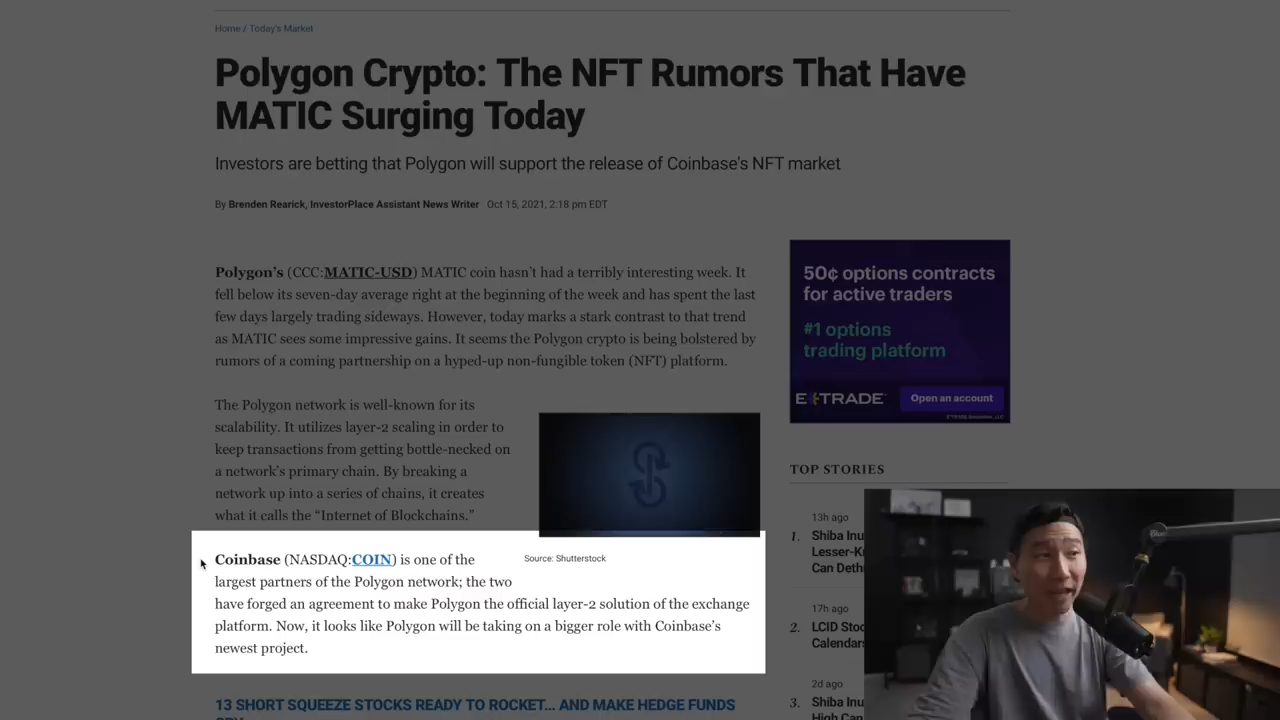 Home / Today's Market
Polygon Crypto: The NFT Rumors That Have
MATIC Surging Today
Investors are betting that Polygon will support the release of Coinbase's NFT market
By Brenden Rearick, InvestorPlace Assistant News Writer Oct 15, 2021, 2:18 pm EDT
Polygon's (CCC:MATIC-USD) MATIC coin hasn't had a terribly interesting week. It
fell below its seven-day average right at the beginning of the week and has spent the last
few days largely trading sideways. However, today marks a stark contrast to that trend
as MATIC sees some impressive gains. It seems the Polygon crypto is being bolstered by
rumors of a coming partnership on a hyped-up non-fungible token (NFT) platform.
The Polygon network is well-known for its
scalability. It utilizes layer-2 scaling in order to
keep transactions from getting bottle-necked on
a network's primary chain. By breaking a
network up into a series of chains, it creates
what it calls the “Internet of Blockchains.”
Source: Shutterstock
Coinbase (NASDAQ:COIN) is one of the
largest partners of the Polygon network; the two
have forged an agreement to make Polygon the official layer-2 solution of the exchange
platform. Now, it looks like Polygon will be taking on a bigger role with Coinbase's
newest project.
13 SHORT SQUEEZE STOCKS READY TO ROCKET… AND MAKE HEDGE FUNDS
50¢ options contracts
for active traders
#1 options
trading platform
E*TRADE
Open an account
TOP STORIES
13h ago
1. Shiba Inu
Can
17h ago
2. LCID
Calendars
2d ago
3. Shiba Inu
High
Blue